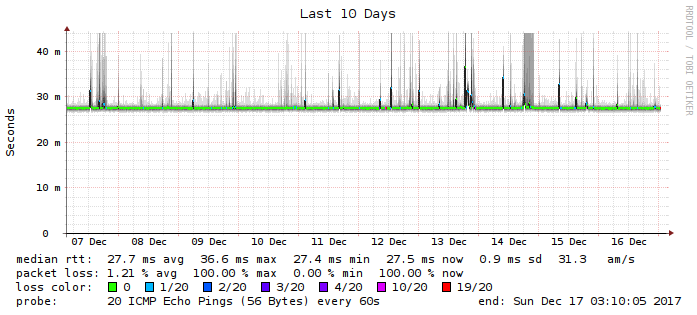 Last 10 Days
RRDTOOL / TOBI OETIKER
Seconds
40 m
30 m
20 m
10 m
0
07 Dec 08 Dec 09 Dec 10 Dec 11 Dec 12 Dec 13 Dec 14 Dec 15 Dec 16 Dec
median rtt: 27.7 ms avg 36.6 ms max 27.4 ms min 27.5 ms now 0.9 ms sd 31.3 am/s
packet loss: 1.21 % avg 100.00 % max 0.00 % min 100.00 % now
loss color: 0 1/20 2/20 3/20 4/20 10/20 19/20
probe: 20 ICMP Echo Pings (56 Bytes) every 60s end: Sun Dec 17 03:10:05 2017